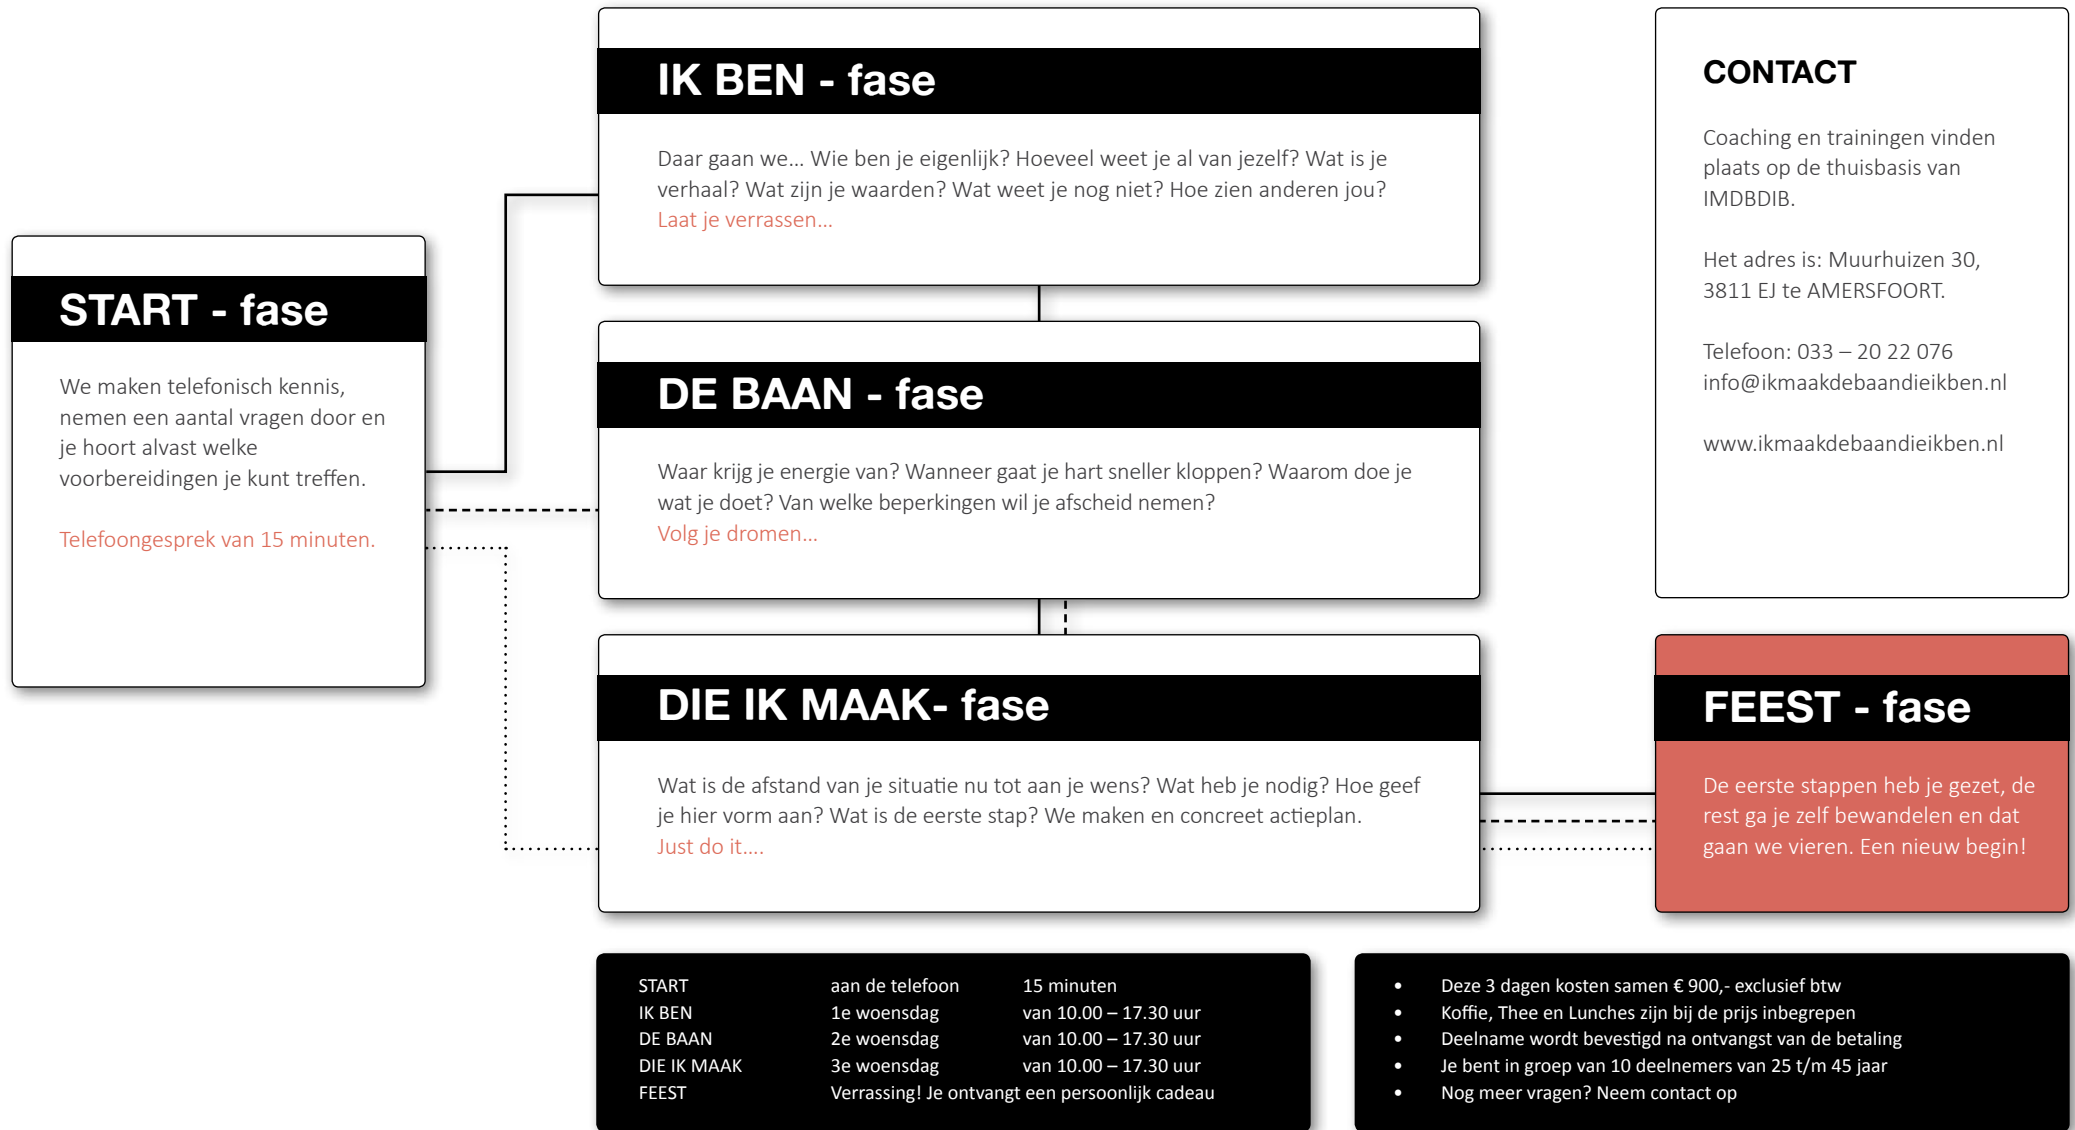 START - fase
We maken telefonisch kennis,
nemen een aantal vragen door en
je hoort alvast welke
voorbereidingen je kunt treffen.
Telefoongesprek van 15 minuten.
IK BEN - fase
Daar gaan we... Wie ben je eigenlijk? Hoeveel weet je al van jezelf? Wat is je
verhaal? Wat zijn je waarden? Wat weet je nog niet? Hoe zien anderen jou?
Laat je verrassen...
DE BAAN - fase
Waar krijg je energie van? Wanneer gaat je hart sneller kloppen? Waarom doe je
wat je doet? Van welke beperkingen wil je afscheid nemen?
Volg je dromen...
DIE IK MAAK- fase
Wat is de afstand van je situatie nu tot aan je wens? Wat heb je nodig? Hoe geef
je hier vorm aan? Wat is de eerste stap? We maken en concreet actieplan.
Just do it....
CONTACT
Coaching en trainingen vinden
plaats op de thuisbasis van
IMDBDIB.
Het adres is: Muurhuizen 30,
3811 EJ te AMERSFOORT.
Telefoon: 033 – 20 22 076
info@ikmaakdebaandieikben.nl
www.ikmaakdebaandieikben.nl
FEEST - fase
De eerste stappen heb je gezet, de
rest ga je zelf bewandelen en dat
gaan we vieren. Een nieuw begin!
START aan de telefoon 15 minuten
IK BEN 1e woensdag van 10.00 – 17.30 uur
DE BAAN 2e woensdag van 10.00 – 17.30 uur
DIE IK MAAK 3e woensdag van 10.00 – 17.30 uur
FEEST Verrassing! Je ontvangt een persoonlijk cadeau
• Deze 3 dagen kosten samen € 900,- exclusief btw
• Koffie, Thee en Lunches zijn bij de prijs inbegrepen
• Deelname wordt bevestigd na ontvangst van de betaling
• Je bent in groep van 10 deelnemers van 25 t/m 45 jaar
• Nog meer vragen? Neem contact op